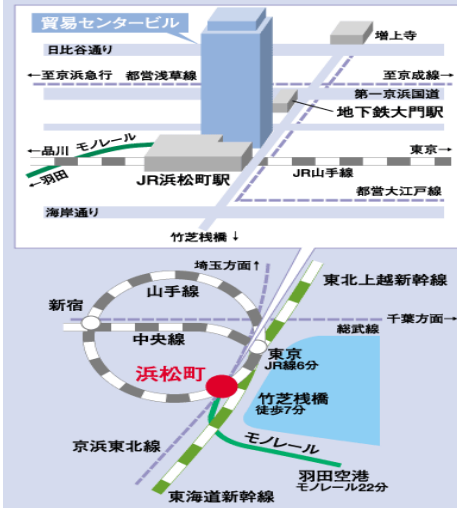 貿易センタービル
増上寺
日比谷通り
←至京浜急行
都営浅草線
至京成線→
第一京浜国道
地下鉄大門駅
←品川
モノレール
東京→
←羽田
JR浜松町駅
JR山手線
都営大江戸線
海岸通り
竹芝桟橋↓
埼玉方面↑
東北上越新幹線
山手線
新宿
千葉方面→
総武線
中央線
東京
JR線6分
浜松町
竹芝桟橋
徒歩7分
京浜東北線
モノレール
羽田空港
モノレール22分
東海道新幹線